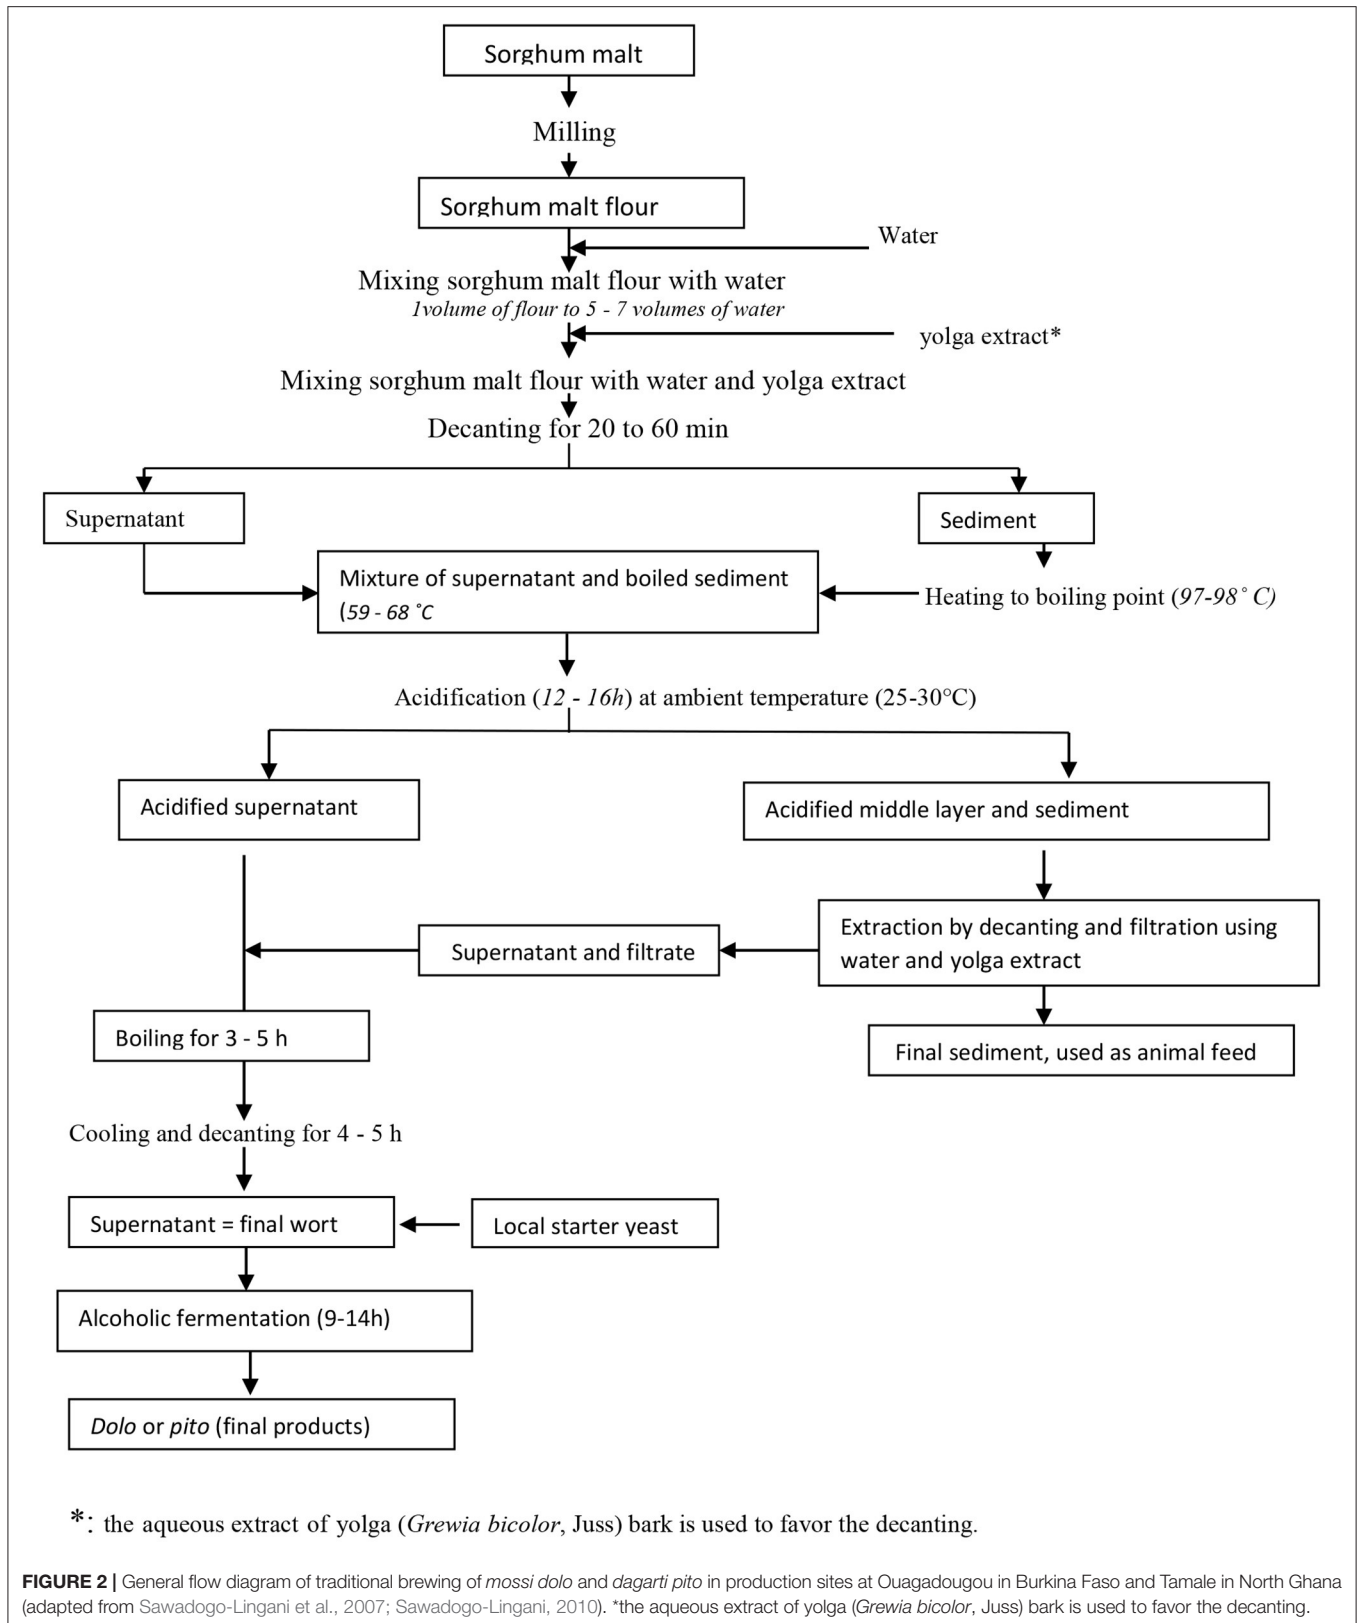 Sorghum malt
Milling
Sorghum malt flour
Water
Mixing sorghum malt flour with water
1volume of flour to 5 - 7 volumes of water
yolga extract*
Mixing sorghum malt flour with water and yolga extract
Decanting for 20 to 60 min
Supernatant
Sediment
Mixture of supernatant and boiled sediment
(59 - 68 ˚C
Heating to boiling point (97-98˚ C)
Acidification (12 - 16h) at ambient temperature (25-30°C)
Acidified supernatant
Acidified middle layer and sediment
Extraction by decanting and filtration using
water and yolga extract
Supernatant and filtrate
Boiling for 3 - 5 h
Final sediment, used as animal feed
Cooling and decanting for 4 - 5 h
Supernatant = final wort
Local starter yeast
Alcoholic fermentation (9-14h)
Dolo or pito (final products)
*: the aqueous extract of yolga (Grewia bicolor, Juss) bark is used to favor the decanting.
FIGURE 2 | General flow diagram of traditional brewing of mossi dolo and dagarti pito in production sites at Ouagadougou in Burkina Faso and Tamale in North Ghana
(adapted from Sawadogo-Lingani et al., 2007; Sawadogo-Lingani, 2010). *the aqueous extract of yolga (Grewia bicolor, Juss) bark is used to favor the decanting.